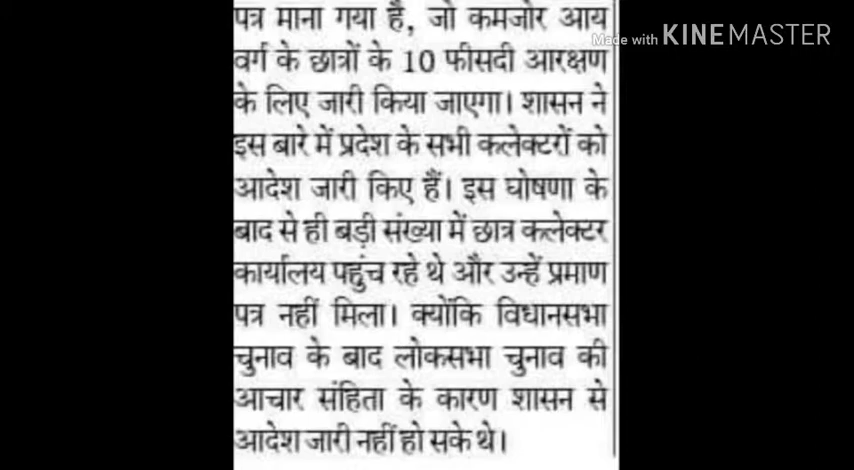 पत्र माना गया है, जो कमजोर आय
Made with KINEMASTER
वर्ग के छात्रों के 10 फीसदी आरक्षण
के लिए जारी किया जाएगा। शासन ने
इस बारे में प्रदेश के सभी कलेक्टरों को
आदेश जारी किए हैं। इस घोषणा के
बाद से ही बड़ी संख्या में छात्र कलेक्टर
कार्यालय पहुंच रहे थे और उन्हें प्रमाण
पत्र नहीं मिला। क्योंकि विधानसभा
चुनाव के बाद लोकसभा चुनाव की
आचार संहिता के कारण शासन से
आदेश जारी नहीं हो सके थे।